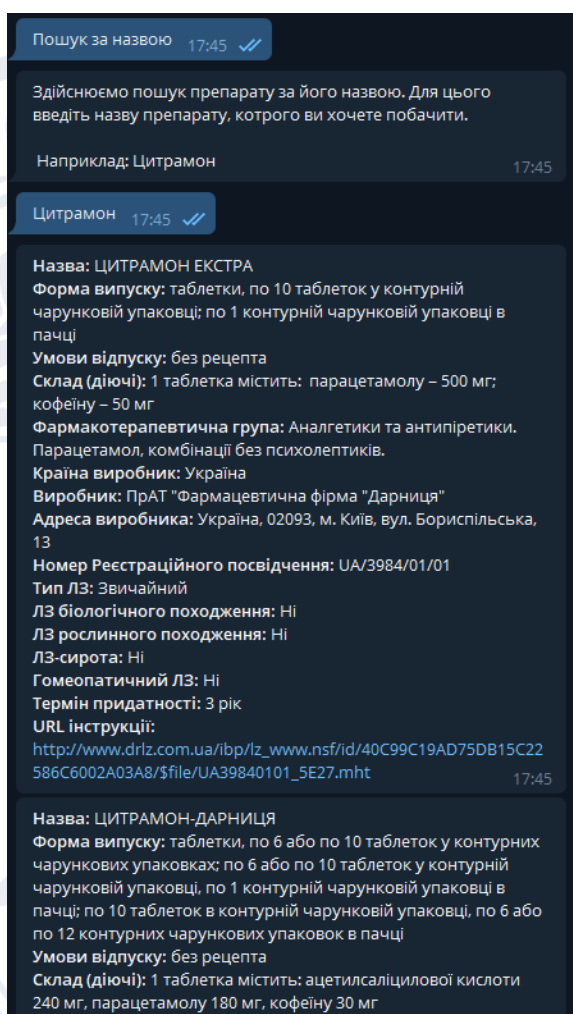 Пошук за назвою 17:45
Здійснюємо пошук препарату за його назвою. Для цього
введіть назву препарату, котрого ви хочете побачити.
Наприклад: Цитрамон 17:45
Цитрамон 17:45
Назва: ЦИТРАМОН ЕКСТРА
Форма випуску: таблетки, по 10 таблеток у контурній
чарунковій упаковці; по 1 контурній чарунковій упаковці в
пачці
Умови відпуску: без рецепта
Склад (діючі): 1 таблетка містить: парацетамолу – 500 мг;
кофеїну – 50 мг
Фармакотерапевтична група: Аналгетики та антипіретики.
Парацетамол, комбінації без психолептиків.
Країна виробник: Україна
Виробник: ПрАТ "Фармацевтична фірма "Дарниця"
Адреса виробника: Україна, 02093, м. Київ, вул. Бориспільська,
13
Номер Реєстраційного посвідчення: UA/3984/01/01
Тип ЛЗ: Звичайний
ЛЗ біологічного походження: Ні
ЛЗ рослинного походження: Ні
ЛЗ-сирота: Ні
Гомеопатичний ЛЗ: Ні
Термін придатності: 3 рік
URL інструкції:
http://www.drlz.com.ua/ibp/lz_www.nsf/id/40C99C19AD75DB15C22
586C6002A03A8/$file/UA39840101_5E27.mht 17:45
Назва: ЦИТРАМОН-ДАРНИЦЯ
Форма випуску: таблетки, по 6 або по 10 таблеток у контурних
чарункових упаковках; по 6 або по 10 таблеток у контурній
чарунковій упаковці, по 1 контурній чарунковій упаковці в
пачці; по 10 таблеток в контурній чарунковій упаковці, по 6 або
по 12 контурних чарункових упаковок в пачці
Умови відпуску: без рецепта
Склад (діючі): 1 таблетка містить: ацетилсаліцилової кислоти
240 мг, парацетамолу 180 мг, кофеїну 30 мг